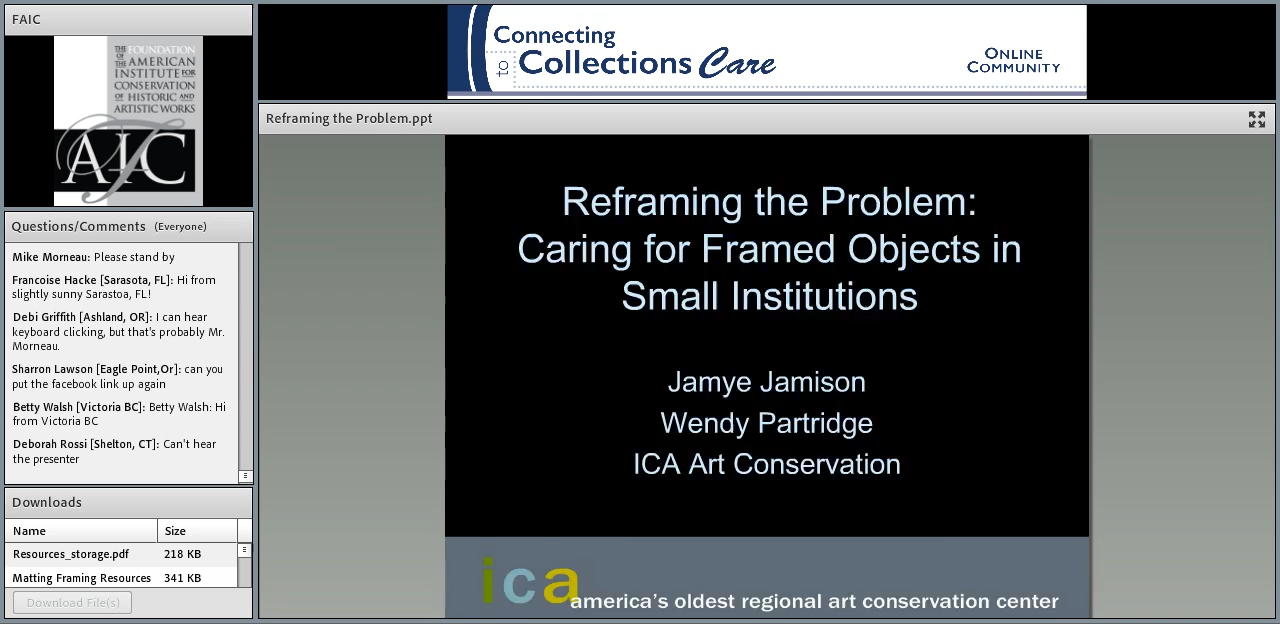 FAIC
THE FOUNDATION
OF THE AMERICAN
INSTITUTE FOR
CONSERVATION
OF HISTORIC AND
ARTISTIC WORKS
FAIC
Questions/Comments (Everyone)
Mike Morneau: Please stand by
Francoise Hacke [Sarasota, FL]: Hi from
slightly sunny Sarastoa, FL!
Debi Griffith [Ashland, OR]: I can hear
keyboard clicking, but that's probably Mr.
Morneau.
Sharron Lawson [Eagle Point,Or]: can you
put the facebook link up again
Betty Walsh [Victoria BC]: Betty Walsh: Hi
from Victoria BC
Deborah Rossi [Shelton, CT]: Can't hear
the presenter
Downloads
Name Size
Resources_storage.pdf 218 KB
Matting Framing Resources 341 KB
Download File(s)
Connecting
to Collections Care
ONLINE
COMMUNITY
Reframing the Problem.ppt
Reframing the Problem:
Caring for Framed Objects in
Small Institutions
Jamye Jamison
Wendy Partridge
ICA Art Conservation
ica
america's oldest regional art conservation center